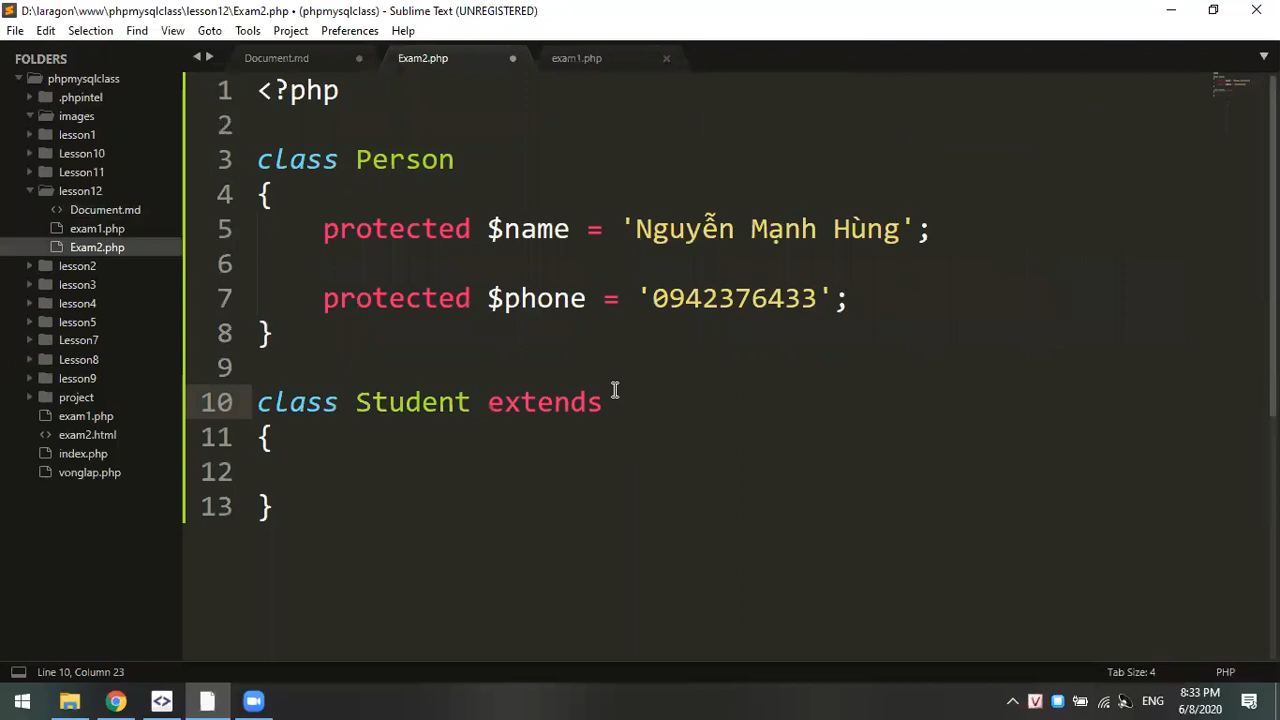 D:\laragon\www\phpmysqlclass\lesson12\Exam2.php • (phpmysqlclass) - Sublime Text (UNREGISTERED)
File Edit Selection Find View Goto Tools Project Preferences Help
FOLDERS
phpmysqlclass
.phpintel
images
lesson1
Lesson10
Lesson11
lesson12
Document.md
exam1.php
Exam2.php
lesson2
lesson3
lesson4
lesson5
Lesson7
Lesson8
lesson9
project
exam1.php
exam2.html
index.php
vonglap.php
Document.md Exam2.php exam1.php
1 <?php
2
3 class Person
4 {
5 protected $name = 'Nguyễn Mạnh Hùng';
6
7 protected $phone = '0942376433';
8 }
9
10 class Student extends
11 {
12
13 }
Line 10, Column 23 Tab Size: 4 PHP
V ENG 8:33 PM
6/8/2020